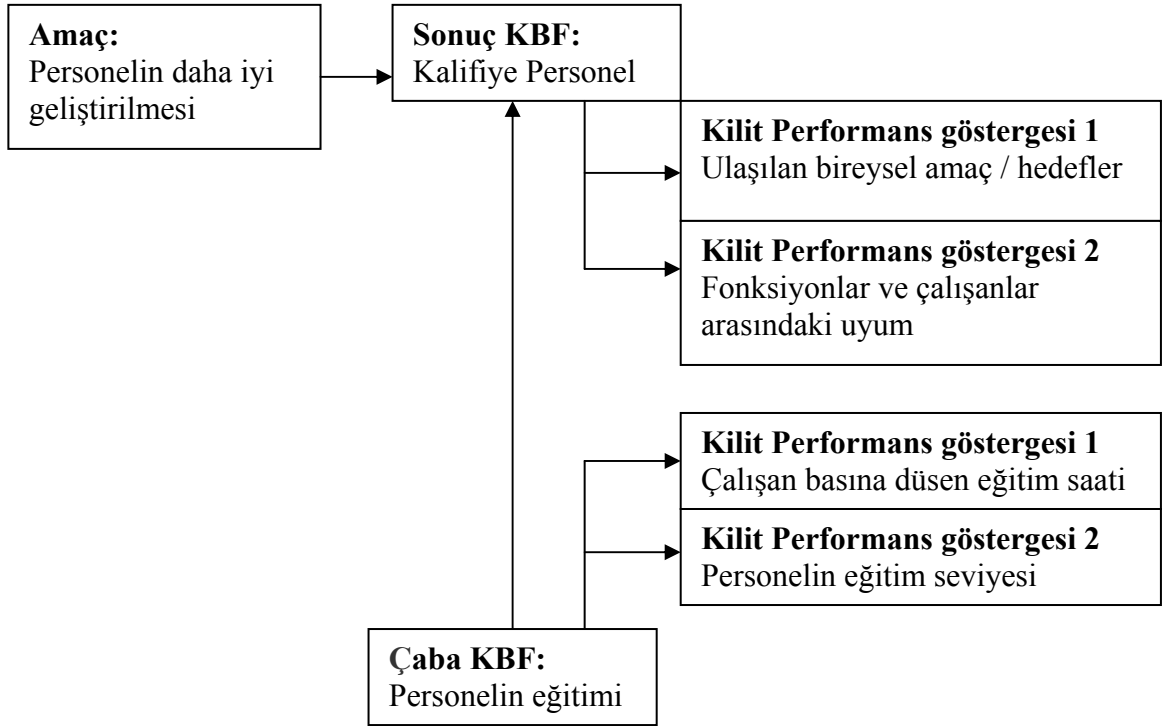 Amaç:
Personelin daha iyi
geliştirilmesi
Sonuç KBF:
Kalifiye Personel
Kilit Performans göstergesi 1
Ulaşılan bireysel amaç / hedefler
Kilit Performans göstergesi 2
Fonksiyonlar ve çalışanlar
arasındaki uyum
Kilit Performans göstergesi 1
Çalışan basına düsen eğitim saati
Kilit Performans göstergesi 2
Personelin eğitim seviyesi
Çaba KBF:
Personelin eğitimi